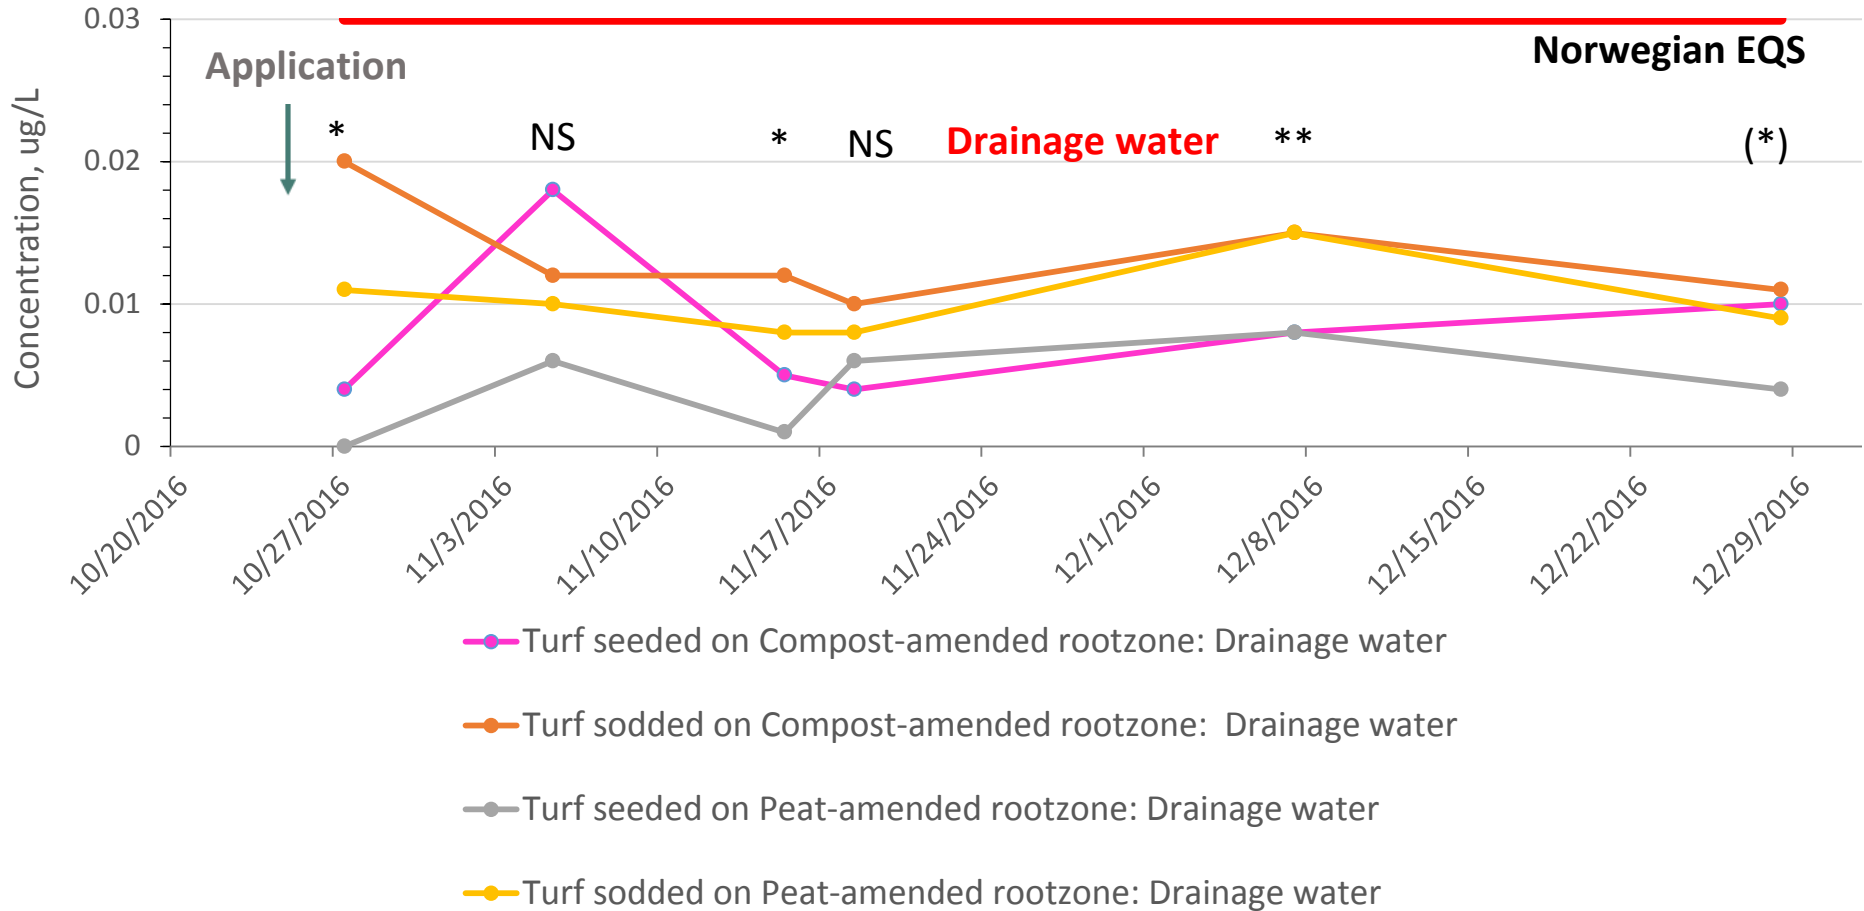 0.03
Norwegian EQS
Application
* NS * NS Drainage water ** (*)
0.02
0.01
0
Concentration, ug/L
10/20/2016 10/27/2016 11/3/2016 11/10/2016 11/17/2016 11/24/2016 12/1/2016 12/8/2016 12/15/2016 12/22/2016 12/29/2016
Turf seeded on Compost-amended rootzone: Drainage water
Turf sodded on Compost-amended rootzone:  Drainage water
Turf seeded on Peat-amended rootzone: Drainage water
Turf sodded on Peat-amended rootzone: Drainage water